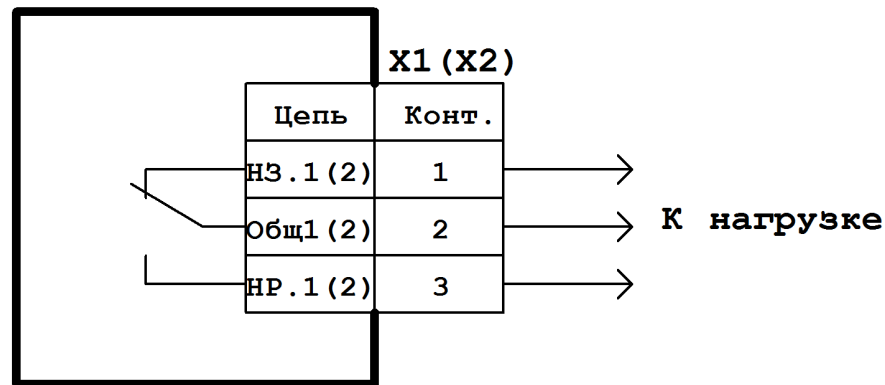 X1(X2)
Цепь Конт.
НЗ.1(2) 1
Общ1(2) 2
НР.1(2) 3
К нагрузке